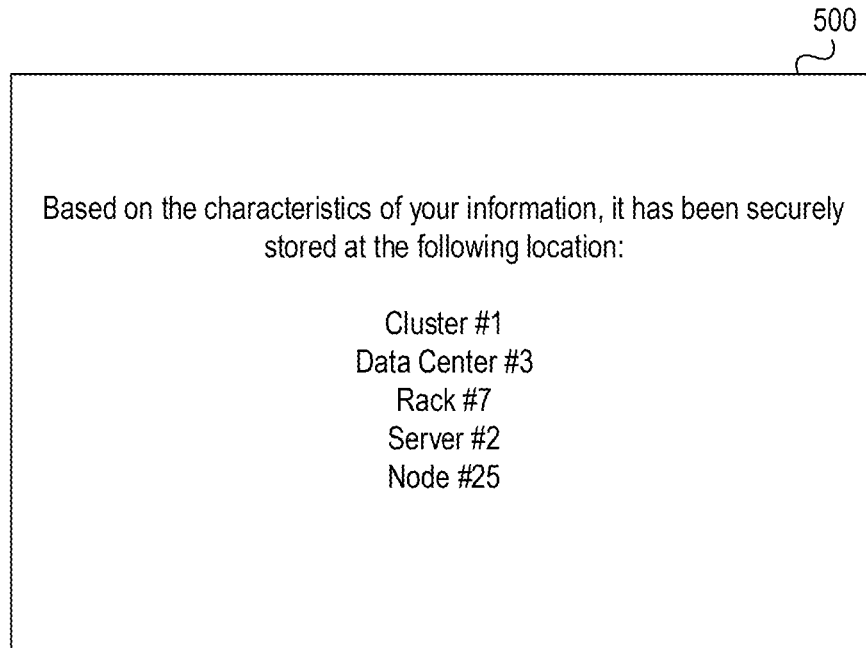 500
Based on the characteristics of your information, it has been securely
stored at the following location:
Cluster #1
Data Center #3
Rack #7
Server #2
Node #25